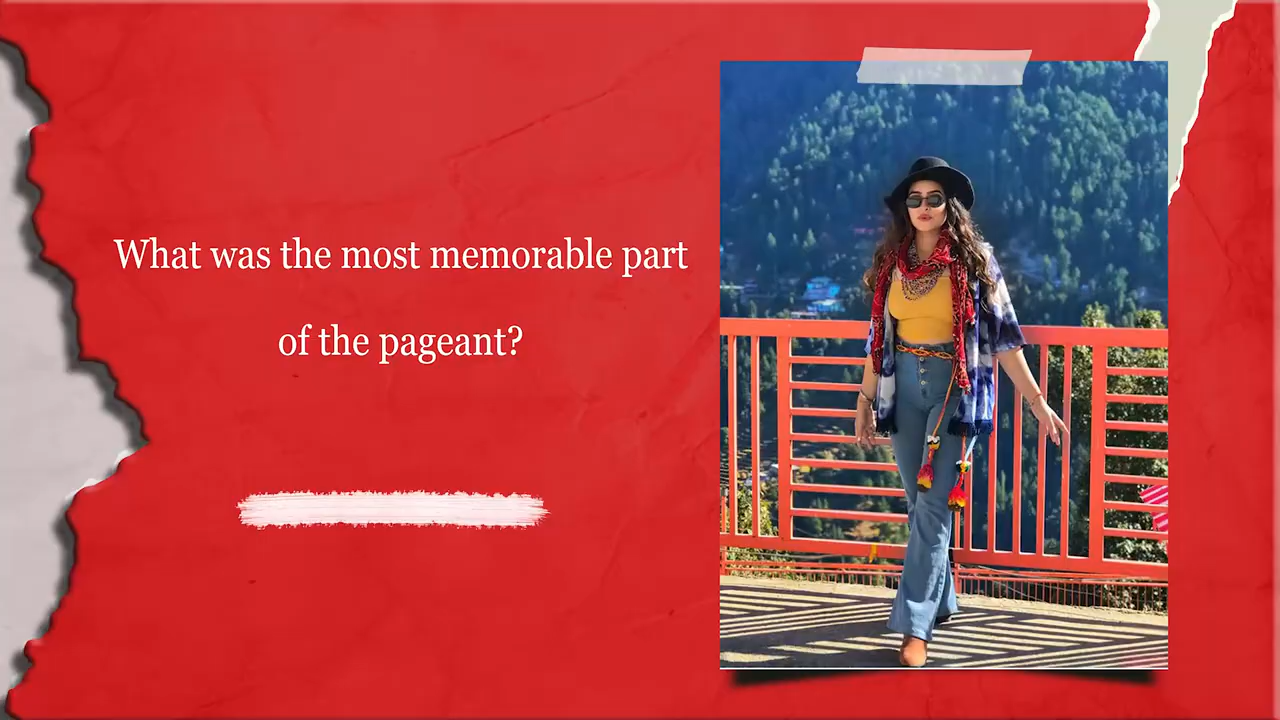 What was the most memorable part
of the pageant?